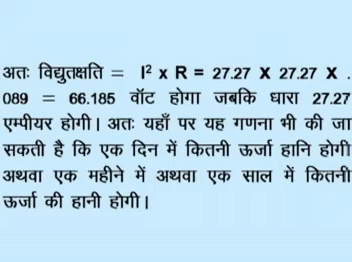 अतः विद्युतक्षति = I² x R = 27.27 X 27.27 X .
089 = 66.185 वॉट होगा जबकि धारा 27.27
एम्पीयर होगी। अतः यहाँ पर यह गणना भी की जा
सकती है कि एक दिन में कितनी ऊर्जा हानि होगी
अथवा एक महीने में अथवा एक साल में कितनी
ऊर्जा की हानी होगी।